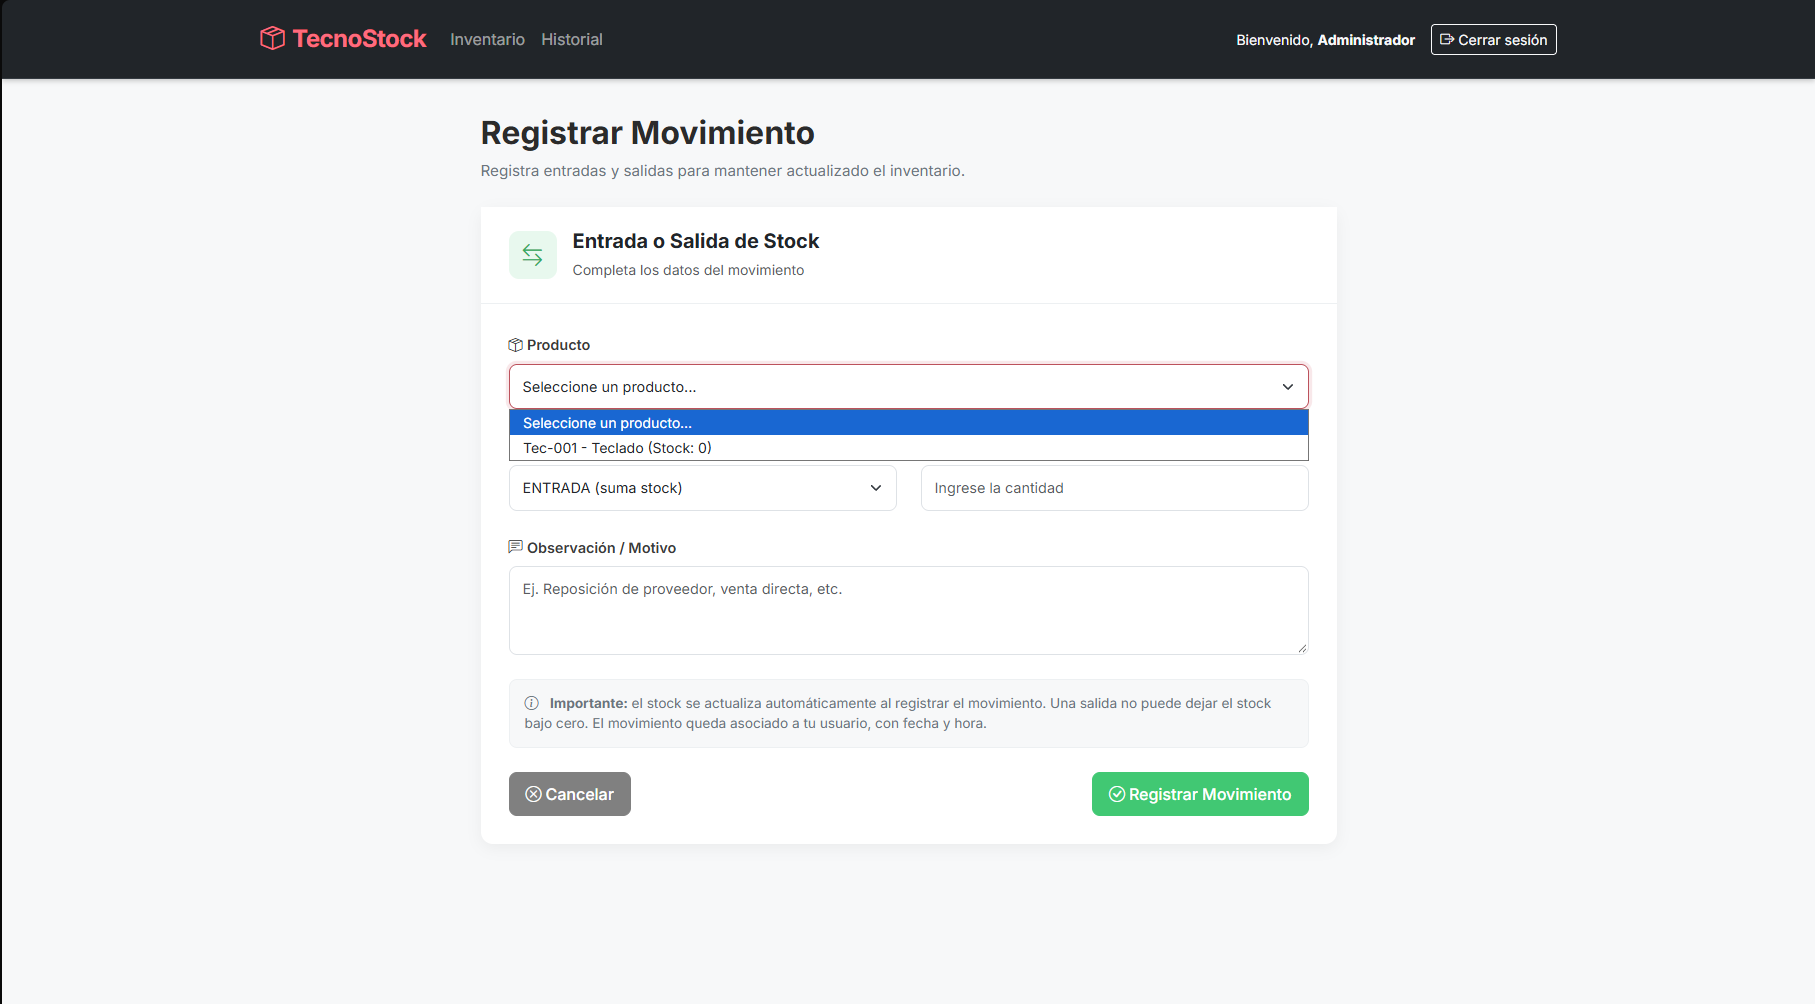 TecnoStock Inventario Historial Bienvenido, Administrador Cerrar sesión
Registrar Movimiento
Registra entradas y salidas para mantener actualizado el inventario.
Entrada o Salida de Stock
Completa los datos del movimiento
Producto
Seleccione un producto...
Seleccione un producto...
Tec-001 - Teclado (Stock: 0)
ENTRADA (suma stock) Ingrese la cantidad
Observación / Motivo
Ej. Reposición de proveedor, venta directa, etc.
Importante: el stock se actualiza automáticamente al registrar el movimiento. Una salida no puede dejar el stock
bajo cero. El movimiento queda asociado a tu usuario, con fecha y hora.
Cancelar Registrar Movimiento